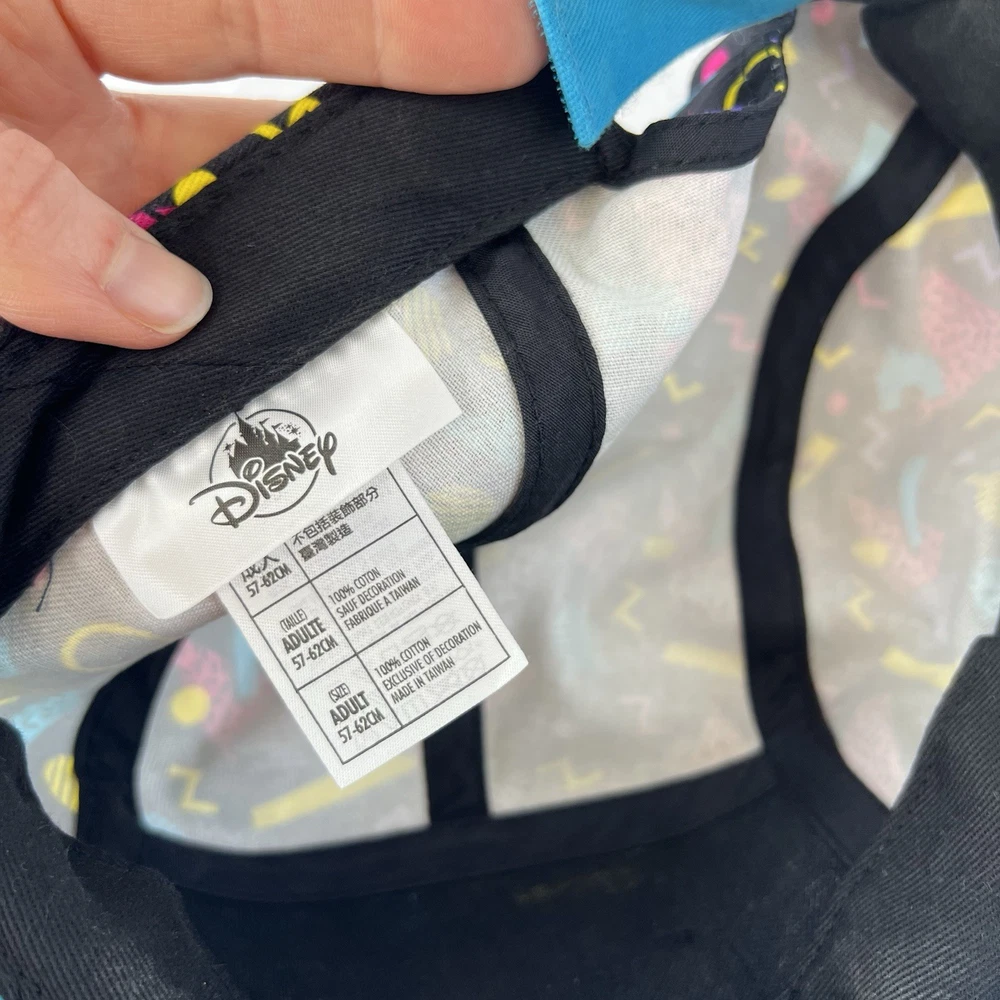 Disney
成人
57-62CM
不包括裝飾部分
臺灣製造
(TAILLE)
ADULTE
57-62CM
100% COTON
SAUF DECORATION
FABRIQUE A TAIWAN
(SIZE)
ADULT
57-62CM
100% COTTON
EXCLUSIVE OF DECORATION
MADE IN TAIWAN